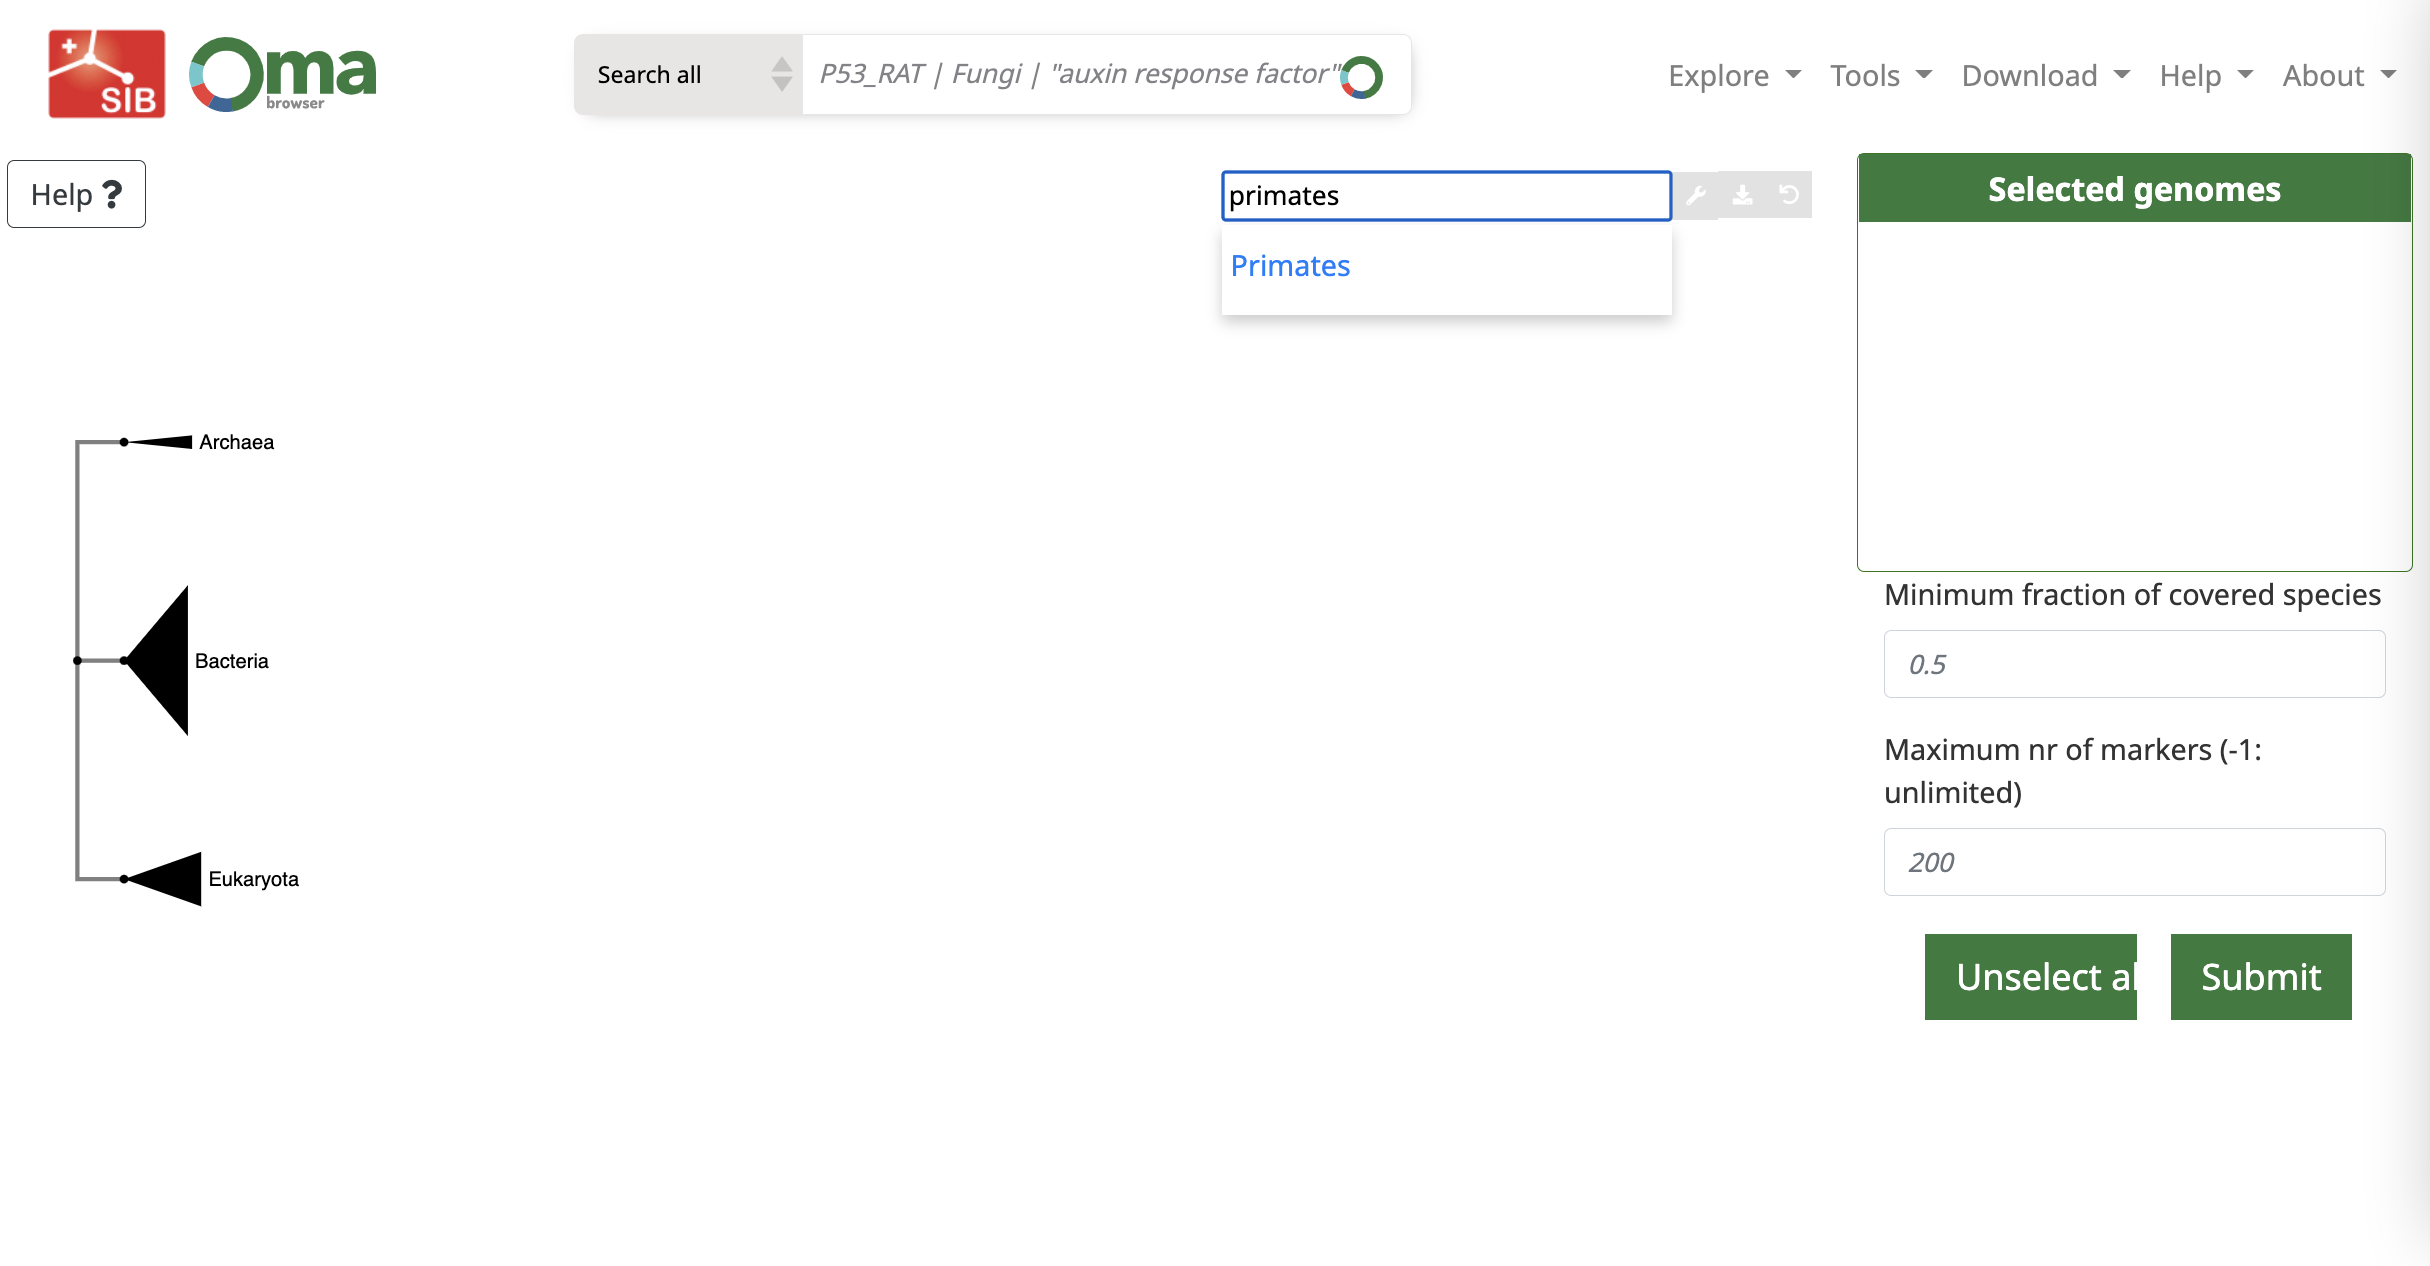 SIB
Oma
browser
Search all
P53_RAT | Fungi | "auxin response factor"
Explore
Tools
Download
Help
About
Help ?
primates
Primates
Selected genomes
Archaea
Bacteria
Eukaryota
Minimum fraction of covered species
0.5
Maximum nr of markers (-1:
unlimited)
200
Unselect al
Submit